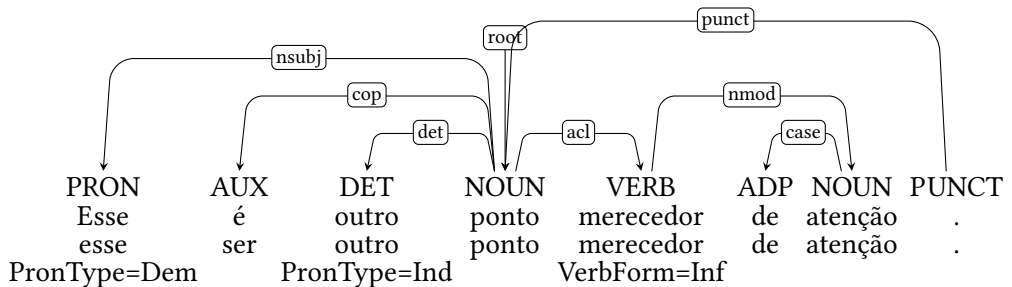 punct
root
nsubj
cop nmod
det acl case
PRON AUX DET NOUN VERB ADP NOUN PUNCT
Esse é outro ponto merecedor de atenção .
esse ser outro ponto merecedor de atenção .
PronType=Dem PronType=Ind VerbForm=Inf